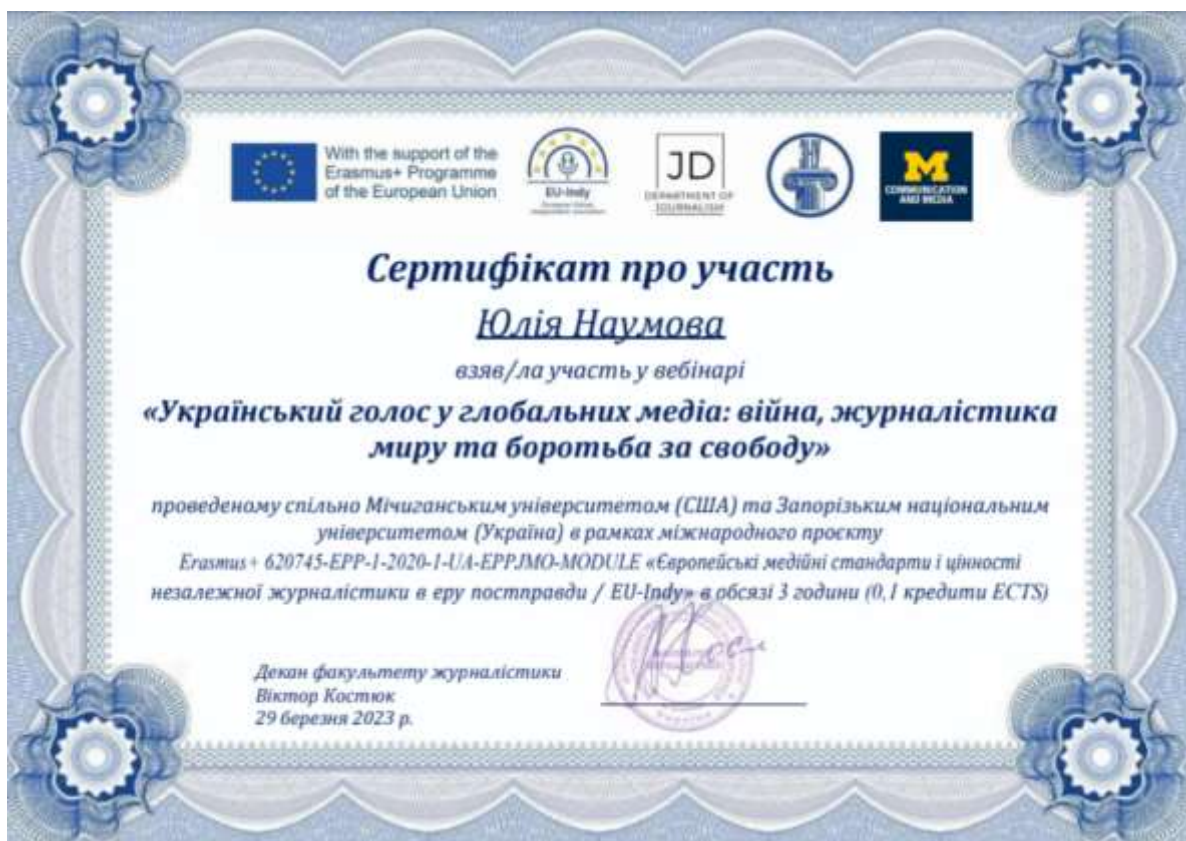 With the support of the
Erasmus+ Programme
of the European Union
EU-Indy
JD
DEPARTMENT OF
JOURNALISM
M
COMMUNICATION
AND MEDIA
Сертифікат про участь
Юлія Наумова
взяв/ла участь у вебінарі
«Український голос у глобальних медіа: війна, журналістика
миру та боротьба за свободу»
проведеному спільно Мічиганським університетом (США) та Запорізьким національним
університетом (Україна) в рамках міжнародного проєкту
Erasmus+ 620745-EPP-1-2020-1-UA-EPPJMO-MODULE «Європейські медійні стандарти і цінності
незалежної журналістики в еру постправди / EU-Indy» в обсязі 3 години (0,1 кредити ECTS)
Декан факультету журналістики
Віктор Костюк
29 березня 2023 р.